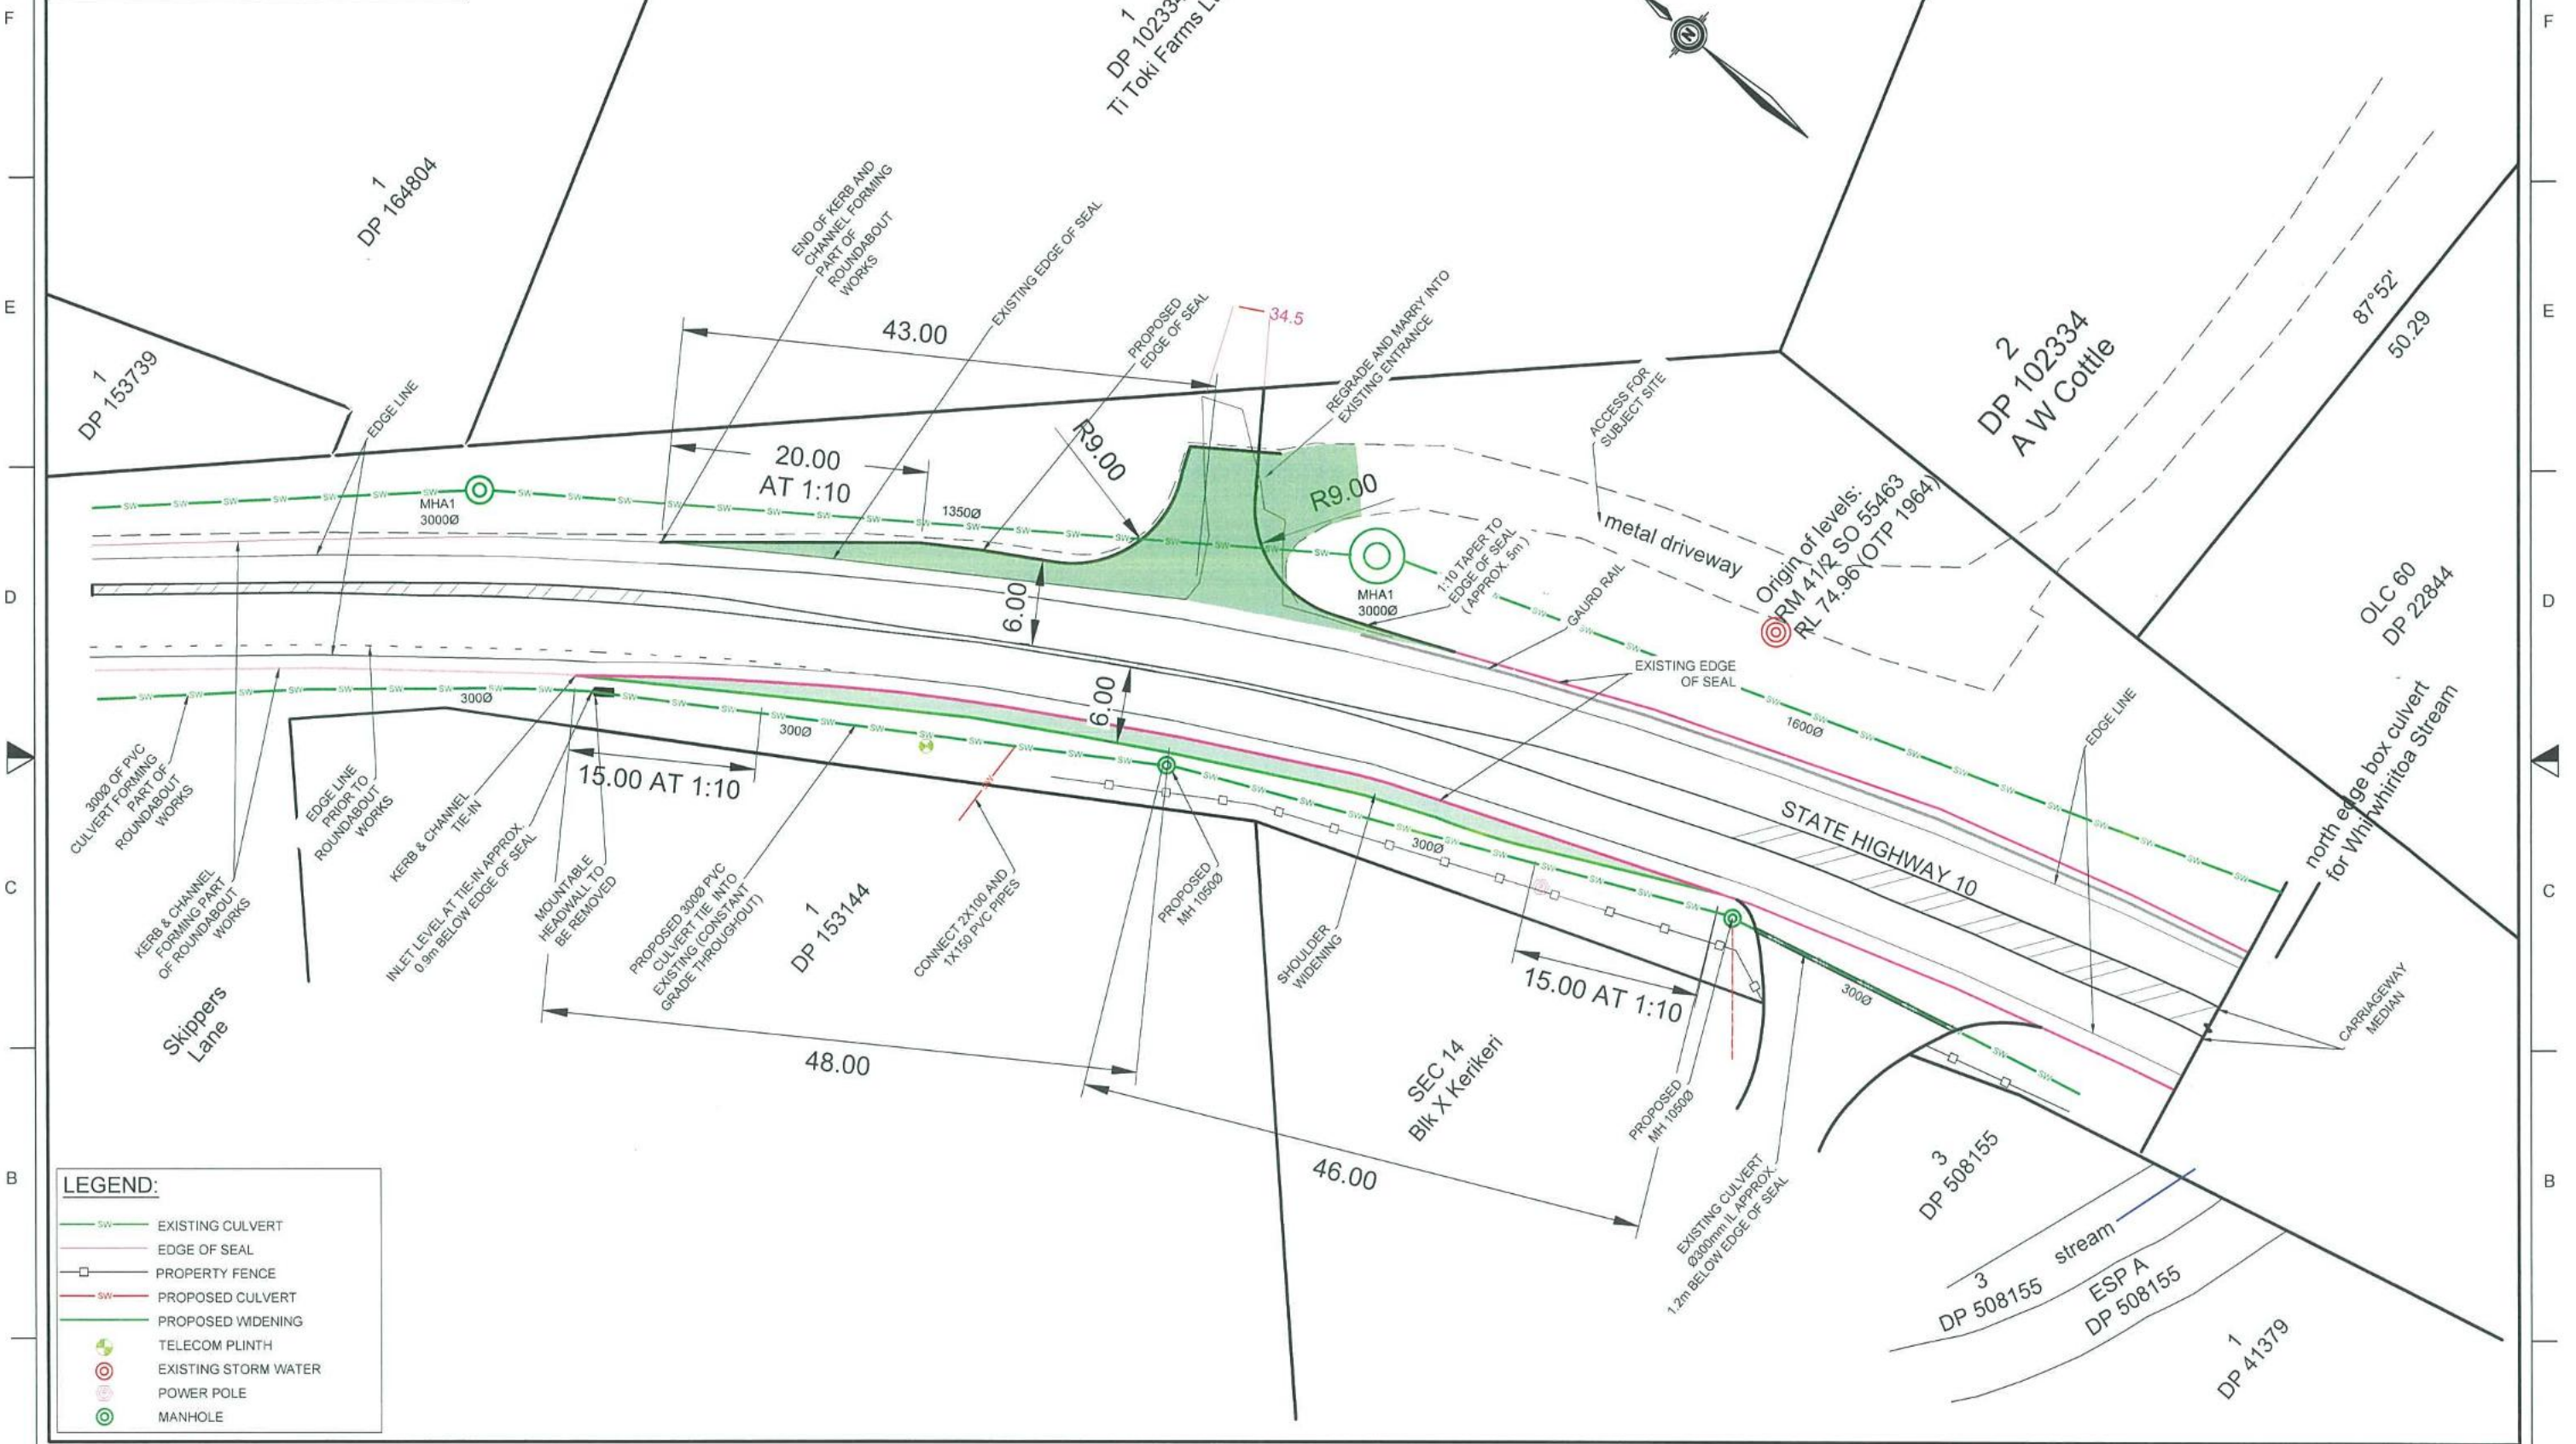 F
F
1
DP 10233
Ti Toki Farms L
N
1
DP 164804
END OF KERB AND
CHANNEL FORMING
PART OF
ROUNDABOUT
WORKS
EXISTING EDGE OF SEAL
PROPOSED
EDGE OF SEAL
REGRADE AND MARRY INTO
EXISTING ENTRANCE
34.5
E
E
43.00
1
DP 153739
EDGE LINE
20.00
AT 1:10
R9.00
R9.00
ACCESS FOR
SUBJECT SITE
2
DP 102334
A W Cottle
87°52'
50.29
MHA1
3000Ø
1350Ø
metal driveway
Origin of levels:
RM 41/2 SO 55463
RL 74.96 (OTP 1964)
1:10 TAPER TO
EDGE OF SEAL
( APPROX. 5m )
GAURD RAIL
MHA1
3000Ø
D
D
6.00
6.00
EXISTING EDGE
OF SEAL
OLC 60
DP 22844
300Ø
300Ø
1600Ø
EDGE LINE
15.00 AT 1:10
300Ø OF PVC
CULVERT FORMING
PART OF
ROUNDABOUT
WORKS
EDGE LINE
PRIOR TO
ROUNDABOUT
WORKS
KERB & CHANNEL
TIE-IN
INLET LEVEL AT TIE-IN APPROX.
0.9m BELOW EDGE OF SEAL
MOUNTABLE
HEADWALL TO
BE REMOVED
KERB & CHANNEL
FORMING PART
OF ROUNDABOUT
WORKS
PROPOSED 300Ø PVC
CULVERT TIE INTO
EXISTING (CONSTANT
GRADE THROUGHOUT)
1
DP 153144
CONNECT 2X100 AND
1X150 PVC PIPES
PROPOSED
MH 1050Ø
SHOULDER
WIDENING
300Ø
STATE HIGHWAY 10
north edge box culvert
for Whiriwhiritoa Stream
C
C
15.00 AT 1:10
300Ø
CARRIAGEWAY
MEDIAN
Skippers
Lane
48.00
46.00
SEC 14
Blk X Kerikeri
PROPOSED
MH 1050Ø
EXISTING CULVERT
Ø300mm IL APPROX.
1.2m BELOW EDGE OF SEAL
3
DP 508155
B
B
stream
3
DP 508155
ESP A
DP 508155
1
DP 41379
LEGEND:
SW EXISTING CULVERT
EDGE OF SEAL
PROPERTY FENCE
SW PROPOSED CULVERT
PROPOSED WIDENING
TELECOM PLINTH
EXISTING STORM WATER
POWER POLE
MANHOLE